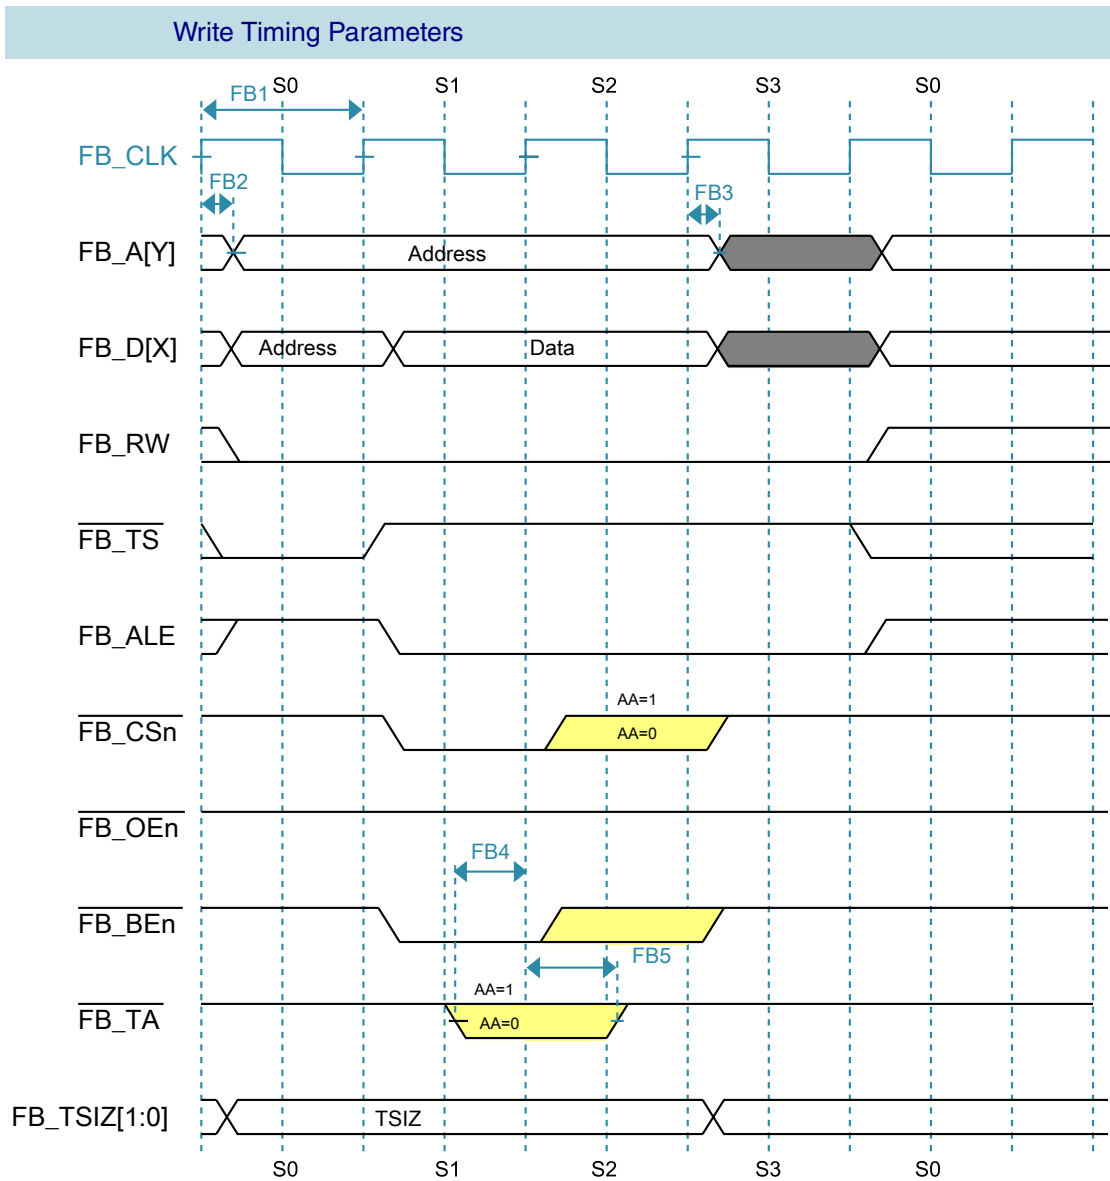 Write Timing Parameters
S0 S1 S2 S3 S0
FB1
FB_CLK
FB2 FB3
FB_A[Y] Address
FB_D[X] Address Data
FB_RW
FB_TS
FB_ALE
AA=1
FB_CSn AA=0
FB_OEn
FB4
FB_BEn
FB5
AA=1
FB_TA AA=0
FB_TSIZ[1:0] TSIZ
S0 S1 S2 S3 S0